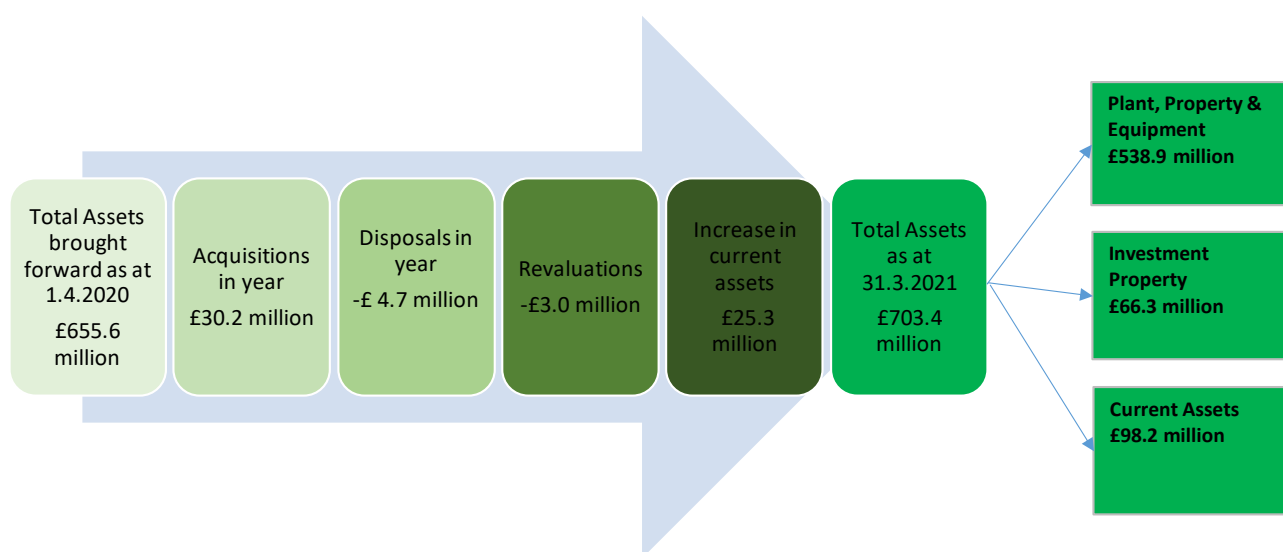 Total Assets
brought
forward as at
1.4.2020
£655.6
million
Acquisitions
in year
£30.2 million
Disposals in
year
-£ 4.7 million
Revaluations
-£3.0 million
Increase in
current
assets
£25.3
million
Total Assets
as at
31.3.2021
£703.4
million
Plant, Property &
Equipment
£538.9 million
Investment
Property
£66.3 million
Current Assets
£98.2 million